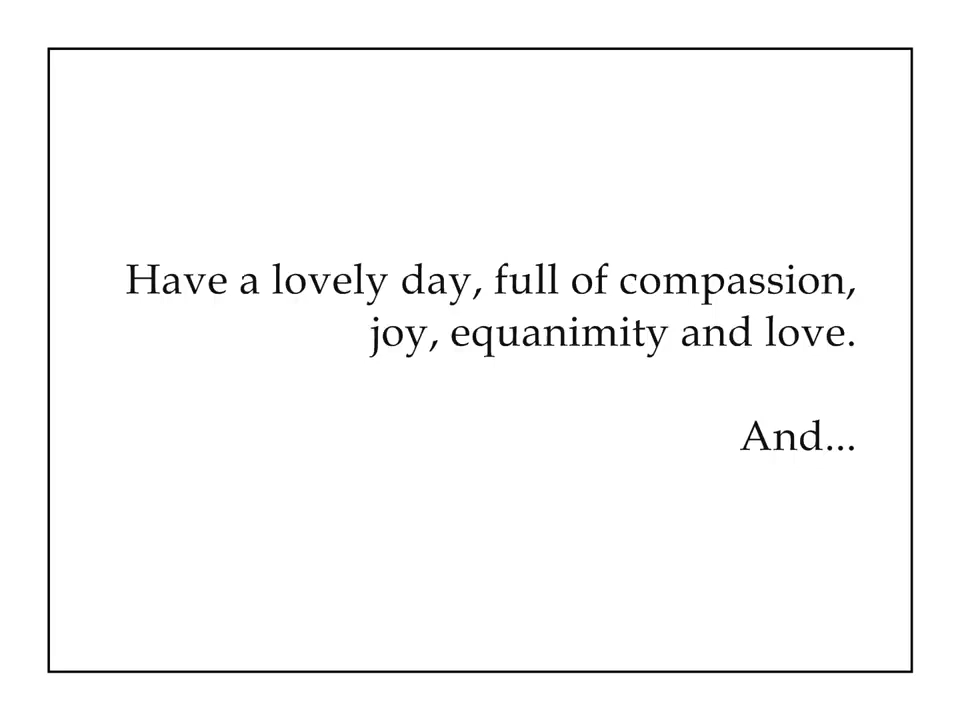 Have a lovely day, full of compassion,
joy, equanimity and love.
And...